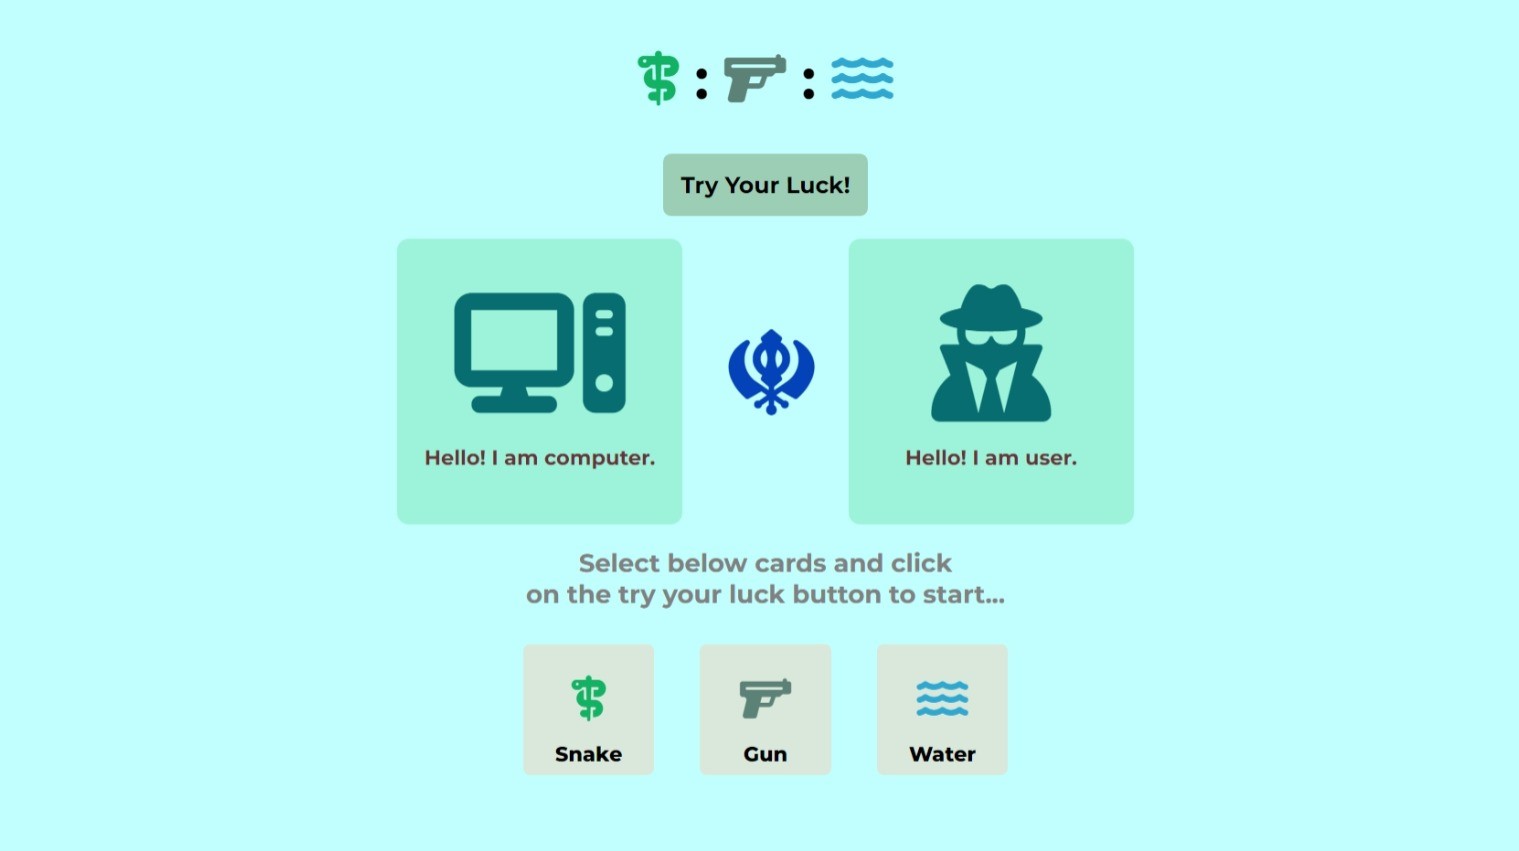 Try Your Luck!
Hello! I am computer.
Hello! I am user.
Select below cards and click
on the try your luck button to start...
Snake
Gun
Water